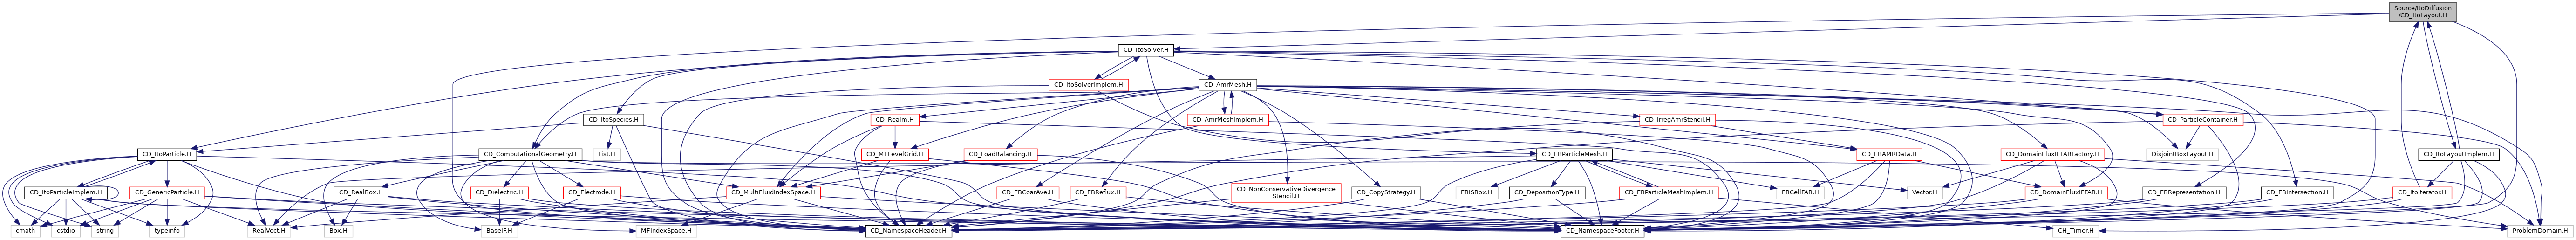 Source/ItoDiffusion
/CD_ItoLayout.H
CD_ItoSolver.H
CD_ItoSolverImplem.H
CD_AmrMesh.H
CD_ItoSpecies.H
CD_Realm.H
CD_AmrMeshImplem.H
CD_IrregAmrStencil.H
CD_ParticleContainer.H
CD_ItoParticle.H
List.H
CD_ComputationalGeometry.H
CD_MFLevelGrid.H
CD_LoadBalancing.H
CD_EBParticleMesh.H
CD_EBAMRData.H
CD_DomainFluxIFFABFactory.H
DisjointBoxLayout.H
CD_ItoLayoutImplem.H
CD_ItoParticleImplem.H
CD_GenericParticle.H
CD_RealBox.H
CD_Dielectric.H
CD_Electrode.H
CD_MultiFluidIndexSpace.H
CD_EBCoarAve.H
CD_EBReflux.H
CD_NonConservativeDivergence
Stencil.H
CD_CopyStrategy.H
EBISBox.H
CD_DepositionType.H
CD_EBParticleMeshImplem.H
EBCellFAB.H
Vector.H
CD_DomainFluxIFFAB.H
CD_EBRepresentation.H
CD_EBIntersection.H
CD_ItoIterator.H
cmath
cstdio
string
typeinfo
RealVect.H
Box.H
BaseIF.H
MFIndexSpace.H
CD_NamespaceHeader.H
CD_NamespaceFooter.H
CH_Timer.H
ProblemDomain.H